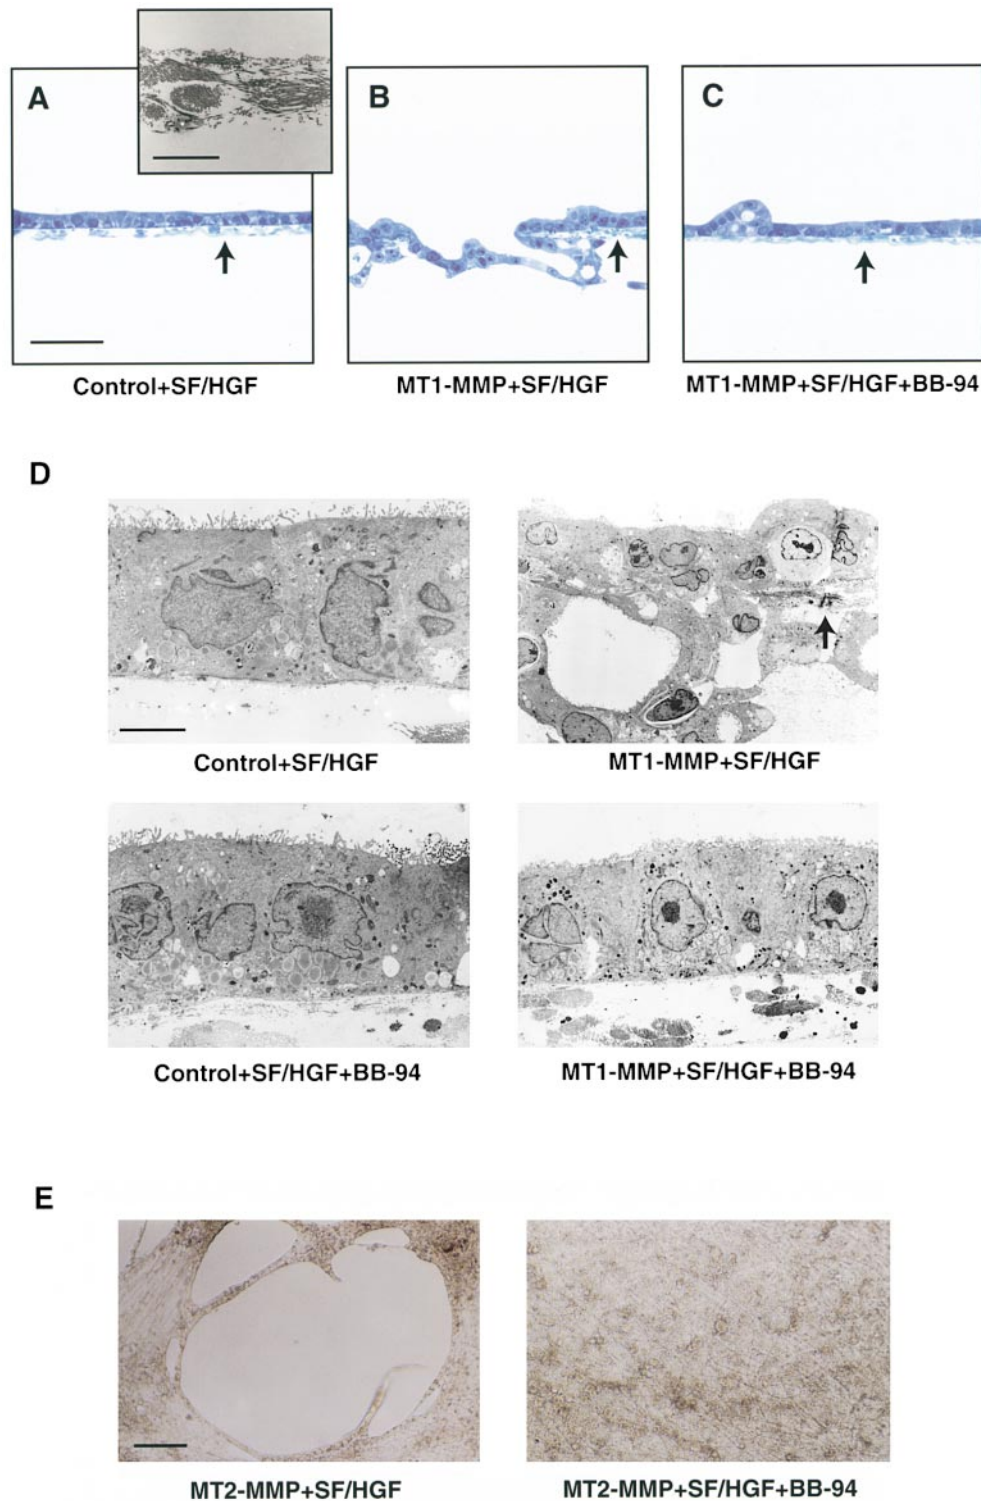 A
B
C
Control+SF/HGF
MT1-MMP+SF/HGF
MT1-MMP+SF/HGF+BB-94
D
Control+SF/HGF
MT1-MMP+SF/HGF
Control+SF/HGF+BB-94
MT1-MMP+SF/HGF+BB-94
E
MT2-MMP+SF/HGF
MT2-MMP+SF/HGF+BB-94